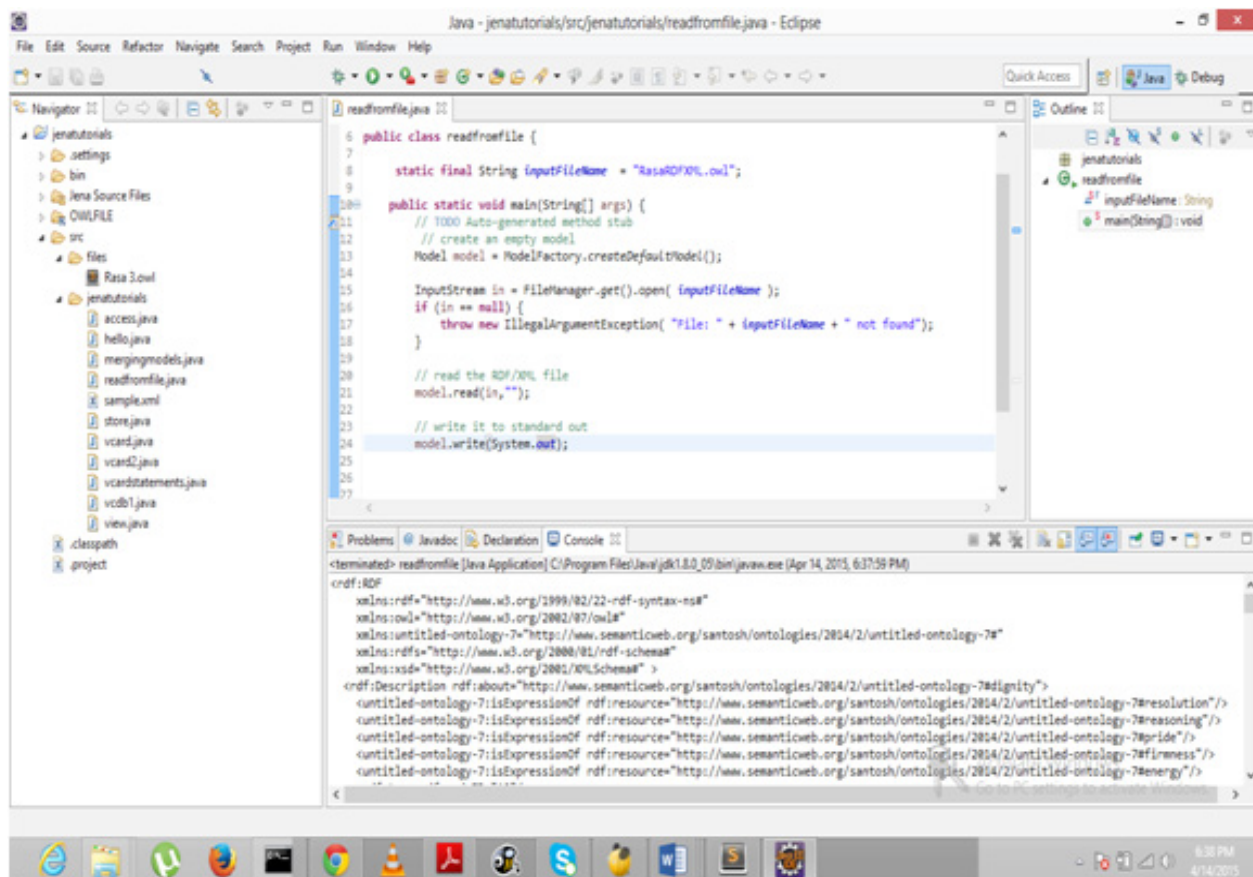 Java - jenatutorials/src/jenatutorials/readfromfile.java - Eclipse
File Edit Source Refactor Navigate Search Project Run Window Help
Quick Access Java Debug
Navigator
jenatutorials
.settings
bin
Jena Source Files
OWLFILE
src
files
Rasa 3.owl
jenatutorials
access.java
hello.java
mergingmodels.java
readfromfile.java
sample.xml
store.java
vcard.java
vcard2.java
vcardstatements.java
vcdb1.java
view.java
.classpath
.project
readfromfile.java
6 public class readfromfile {
7
8 static final String inputFileName = "RasaRDFXML.owl";
9
10 public static void main(String[] args) {
11 // TODO Auto-generated method stub
12 // create an empty model
13 Model model = ModelFactory.createDefaultModel();
14
15 InputStream in = FileManager.get().open( inputFileName );
16 if (in == null) {
17 throw new IllegalArgumentException( "File: " + inputFileName + " not found");
18 }
19
20 // read the RDF/XML file
21 model.read(in,"");
22
23 // write it to standard out
24 model.write(System.out);
25
26
27
Outline
jenatutorials
readfromfile
inputFileName : String
main(String[]) : void
Problems Javadoc Declaration Console
<terminated> readfromfile [Java Application] C:\Program Files\Java\jdk1.8.0_05\bin\javaw.exe (Apr 14, 2015, 6:37:59 PM)
<rdf:RDF
xmlns:rdf="http://www.w3.org/1999/02/22-rdf-syntax-ns#"
xmlns:owl="http://www.w3.org/2002/07/owl#"
xmlns:untitled-ontology-7="http://www.semanticweb.org/santosh/ontologies/2014/2/untitled-ontology-7#"
xmlns:rdfs="http://www.w3.org/2000/01/rdf-schema#"
xmlns:xsd="http://www.w3.org/2001/XMLSchema#" >
<rdf:Description rdf:about="http://www.semanticweb.org/santosh/ontologies/2014/2/untitled-ontology-7#dignity">
<untitled-ontology-7:isExpressionOf rdf:resource="http://www.semanticweb.org/santosh/ontologies/2014/2/untitled-ontology-7#resolution"/>
<untitled-ontology-7:isExpressionOf rdf:resource="http://www.semanticweb.org/santosh/ontologies/2014/2/untitled-ontology-7#reasoning"/>
<untitled-ontology-7:isExpressionOf rdf:resource="http://www.semanticweb.org/santosh/ontologies/2014/2/untitled-ontology-7#pride"/>
<untitled-ontology-7:isExpressionOf rdf:resource="http://www.semanticweb.org/santosh/ontologies/2014/2/untitled-ontology-7#firmness"/>
<untitled-ontology-7:isExpressionOf rdf:resource="http://www.semanticweb.org/santosh/ontologies/2014/2/untitled-ontology-7#energy"/>
Go to PC settings to activate Windows.
6:38 PM
4/14/2015